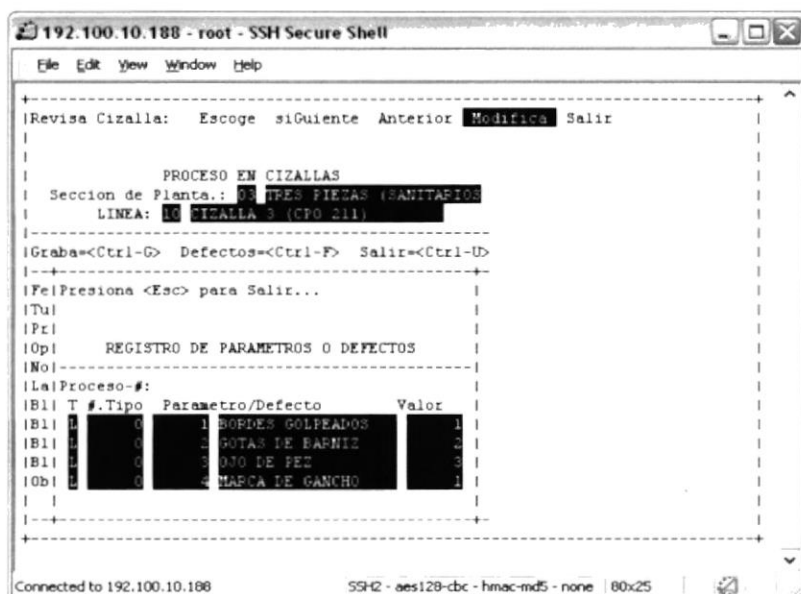 192.100.10.188 - root - SSH Secure Shell
File Edit View Window Help
Revisa Cizalla: Escoge siGuiente Anterior Modifica Salir
PROCESO EN CIZALLAS
Seccion de Planta.: 03 TRES PIEZAS (SANITARIOS
LINEA: 10 CIZALLA 3 (CPO 211)
Graba=<Ctrl-G> Defectos=<Ctrl-F> Salir=<Ctrl-U>
Fe Presiona <Esc> para Salir...
Tu
Pr
Op REGISTRO DE PARAMETROS O DEFECTOS
No
La Proceso-#:
Bl T #.Tipo Parametro/Defecto Valor
Bl L 0 1 BORDES GOLPEADOS 1
Bl L 0 2 GOTAS DE BARNIZ 2
Bl L 0 3 OJO DE PEZ 3
Ob L 0 4 MARCA DE GANCHO 1
Connected to 192.100.10.188 SSH2 - aes128-cbc - hmac-md5 - none 80x25